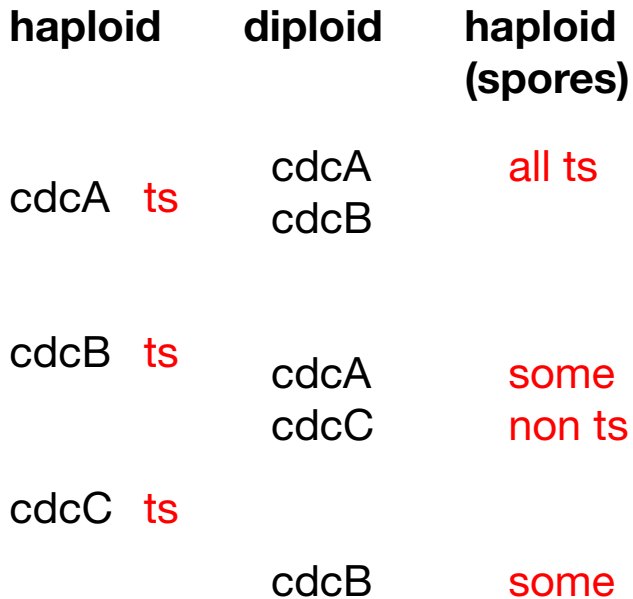 haploid diploid haploid
(spores)
cdcA all ts
cdcA ts
cdcB
cdcB ts
cdcA some
cdcC non ts
cdcC ts
cdcB some